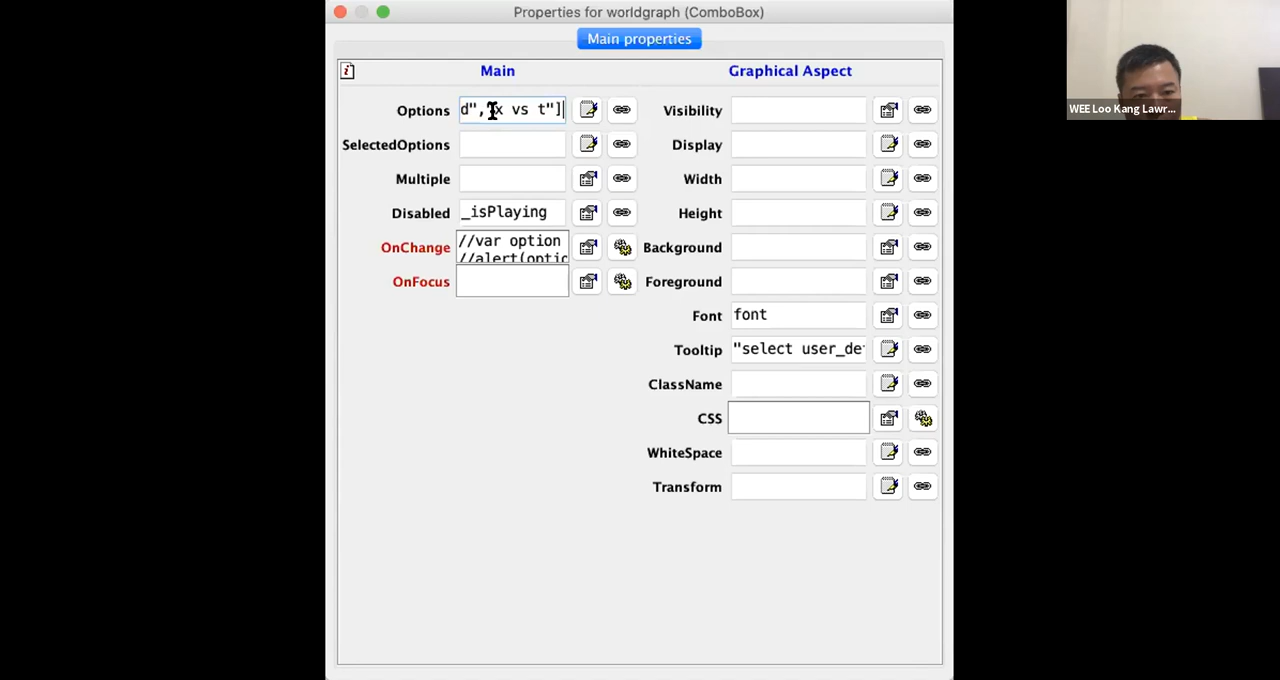 Properties for worldgraph (ComboBox)
Main properties
Main
Graphical Aspect
Options d", x vs t"]
Visibility
SelectedOptions
Display
Multiple
Width
Disabled _isPlaying
Height
OnChange //var option
//alert(optio
Background
OnFocus
Foreground
Font font
Tooltip "select user_de
ClassName
CSS
WhiteSpace
Transform
WEE Loo Kang Lawr...